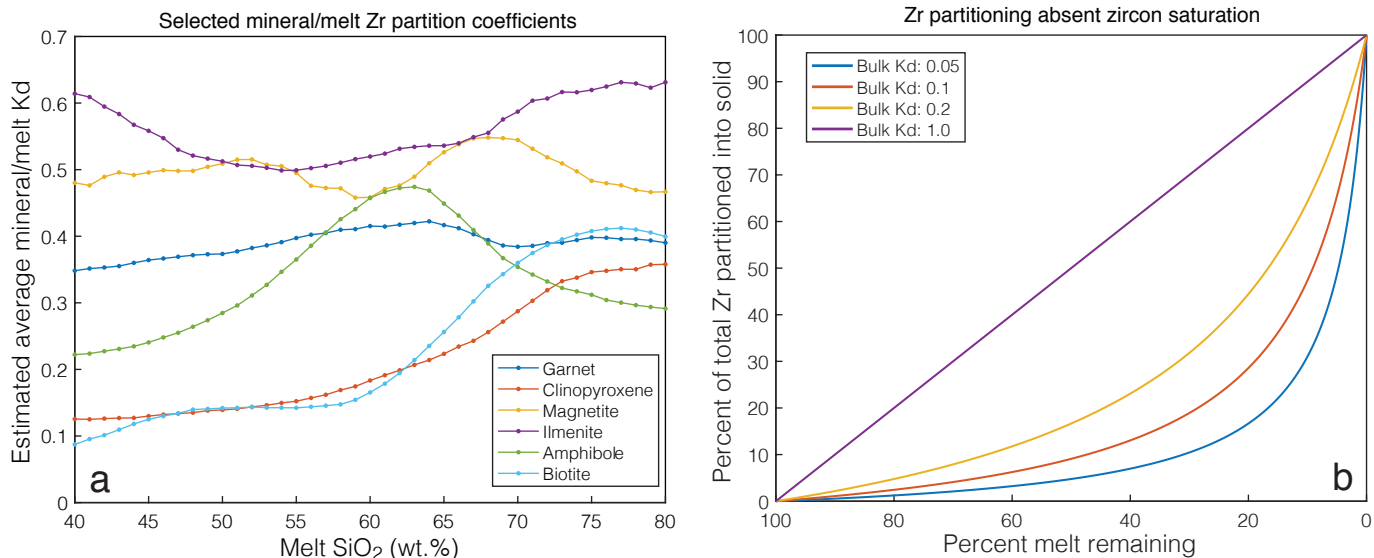 Selected mineral/melt Zr partition coefficients
Estimated average mineral/melt Kd
0.7
0.6
0.5
0.4
0.3
0.2
0.1
0
Garnet
Clinopyroxene
Magnetite
Ilmenite
Amphibole
Biotite
a
40 45 50 55 60 65 70 75 80
Melt SiO₂ (wt.%)
Zr partitioning absent zircon saturation
Percent of total Zr partitioned into solid
100
90
80
70
60
50
40
30
20
10
0
Bulk Kd: 0.05
Bulk Kd: 0.1
Bulk Kd: 0.2
Bulk Kd: 1.0
b
100 80 60 40 20 0
Percent melt remaining